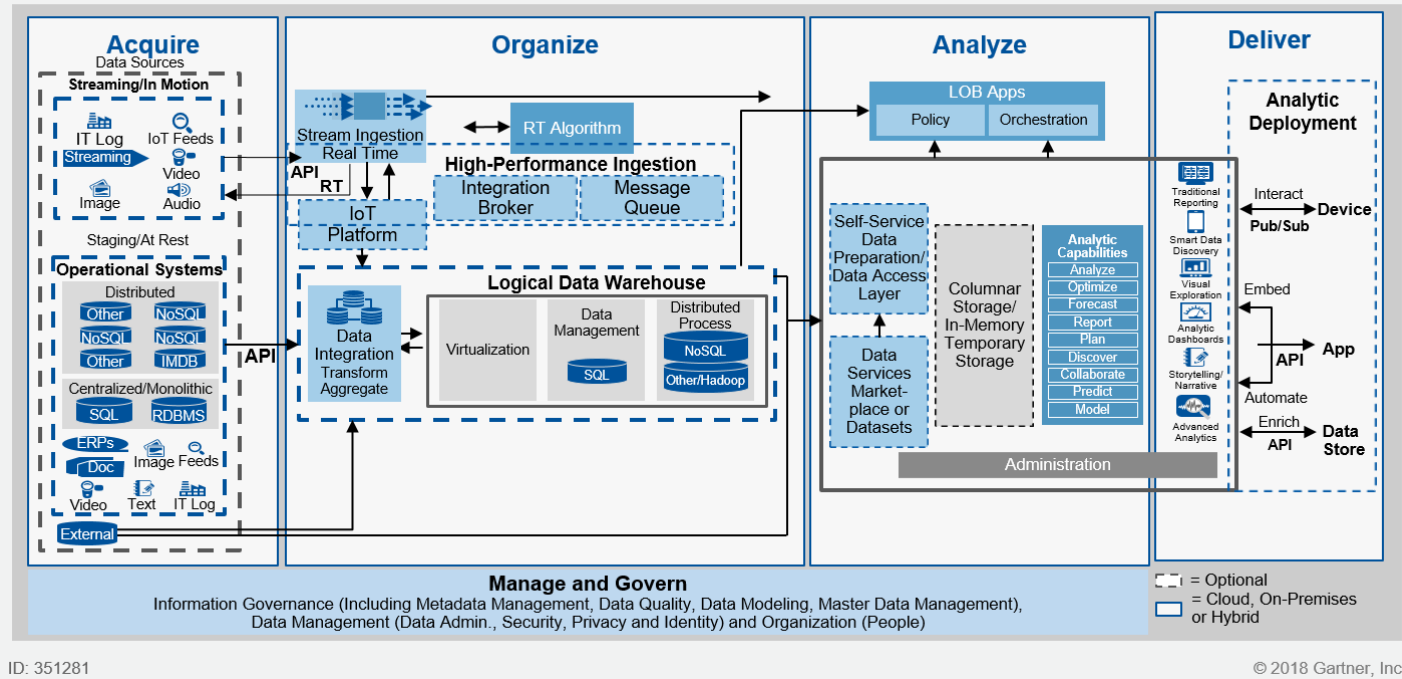 Acquire
Data Sources
Streaming/In Motion
IT Log
IoT Feeds
Streaming
Video
Image
Audio
Staging/At Rest
Operational Systems
Distributed
Other
NoSQL
NoSQL
NoSQL
Other
IMDB
Centralized/Monolithic
SQL
RDBMS
ERPs
Doc
Image
Feeds
Video
Text
IT Log
External
API
RT
API
Organize
Stream Ingestion
Real Time
RT Algorithm
High-Performance Ingestion
Integration
Broker
Message
Queue
IoT
Platform
Logical Data Warehouse
Data
Integration
Transform
Aggregate
Virtualization
Data
Management
SQL
Distributed
Process
NoSQL
Other/Hadoop
Analyze
LOB Apps
Policy
Orchestration
Self-Service
Data
Preparation/
Data Access
Layer
Data
Services
Market-
place or
Datasets
Columnar
Storage/
In-Memory
Temporary
Storage
Analytic
Capabilities
Analyze
Optimize
Forecast
Report
Plan
Discover
Collaborate
Predict
Model
Administration
Deliver
Traditional
Reporting
Smart Data
Discovery
Visual
Exploration
Analytic
Dashboards
Storytelling/
Narrative
Advanced
Analytics
Analytic
Deployment
Interact
Device
Pub/Sub
Embed
API
App
Automate
Enrich
API
Data
Store
Manage and Govern
Information Governance (Including Metadata Management, Data Quality, Data Modeling, Master Data Management),
Data Management (Data Admin., Security, Privacy and Identity) and Organization (People)
= Optional
= Cloud, On-Premises
or Hybrid
ID: 351281
© 2018 Gartner, Inc